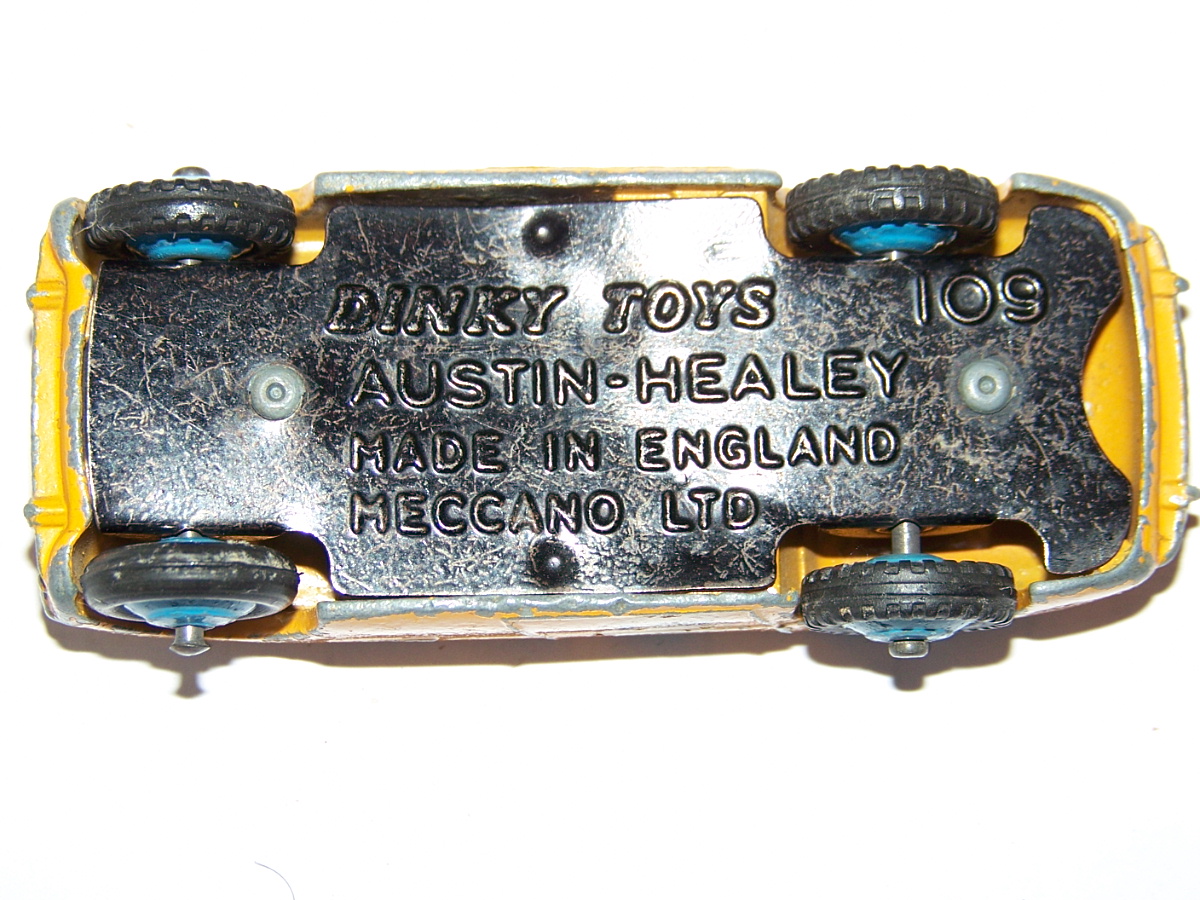 DINKY TOYS 109
AUSTIN-HEALEY
MADE IN ENGLAND
MECCANO LTD